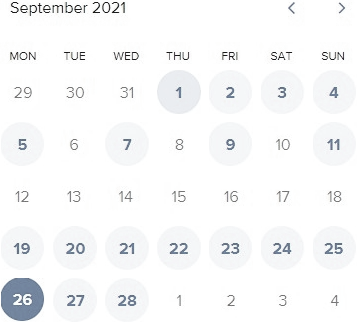 September 2021
MON TUE WED THU FRI SAT SUN
29 30 31 1 2 3 4
5 6 7 8 9 10 11
12 13 14 15 16 17 18
19 20 21 22 23 24 25
26 27 28 1 2 3 4